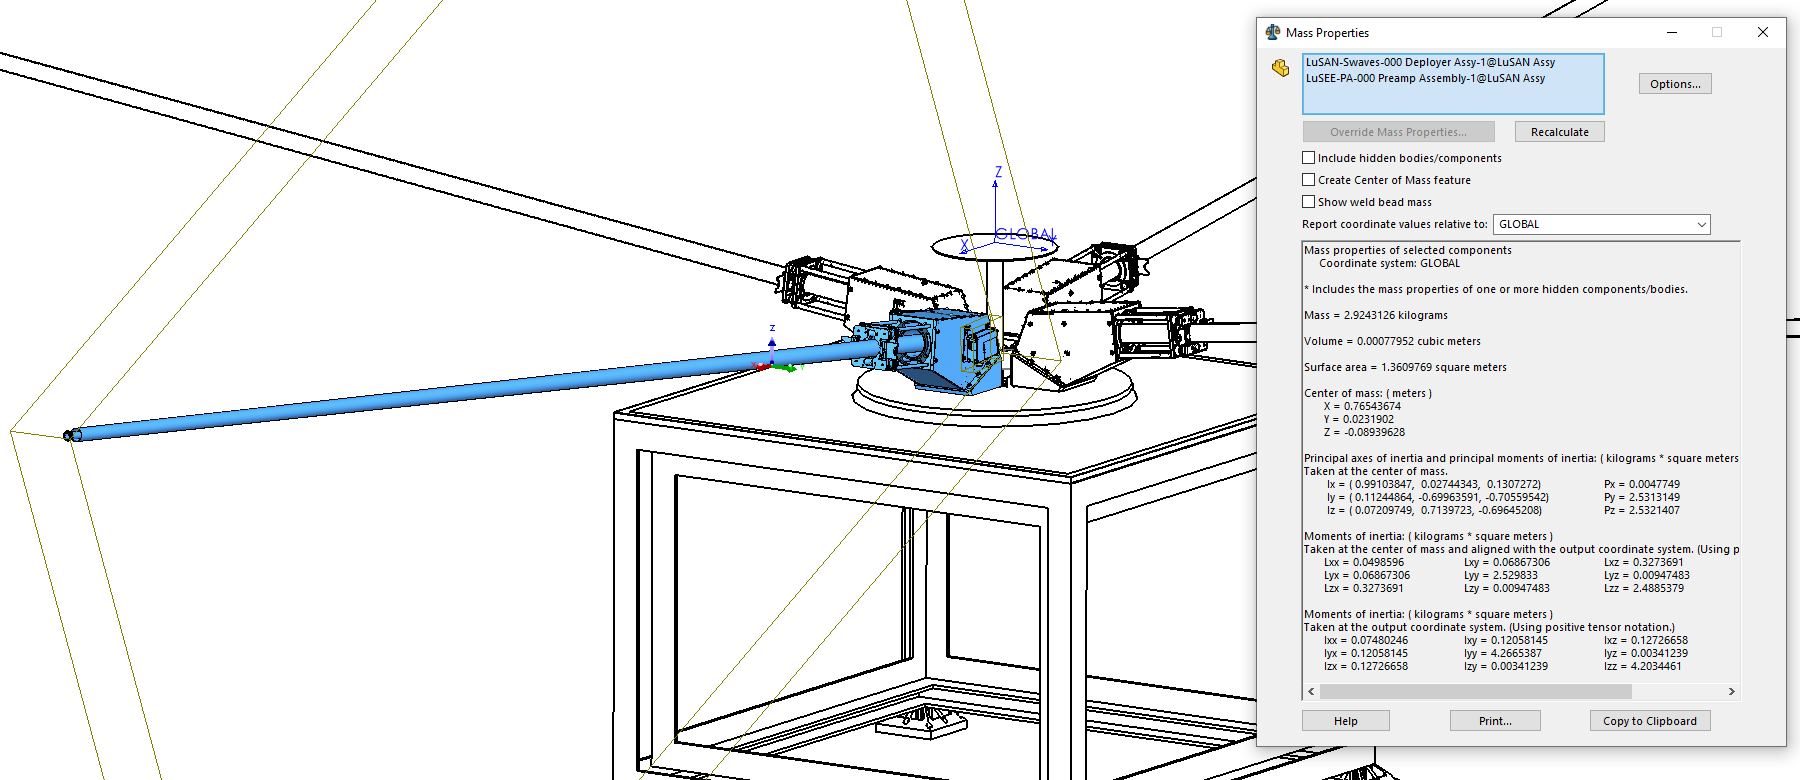 Mass Properties
LuSAN-Swaves-000 Deployer Assy-1@LuSAN Assy
LuSEE-PA-000 Preamp Assembly-1@LuSAN Assy
Options...
Override Mass Properties...
Recalculate
Include hidden bodies/components
Create Center of Mass feature
Show weld bead mass
Report coordinate values relative to: GLOBAL
Mass properties of selected components
Coordinate system: GLOBAL
* Includes the mass properties of one or more hidden components/bodies.
Mass = 2.9243126 kilograms
Volume = 0.00077952 cubic meters
Surface area = 1.3609769 square meters
Center of mass: ( meters )
X = 0.76543674
Y = 0.0231902
Z = -0.08939628
Principal axes of inertia and principal moments of inertia: ( kilograms * square meters
Taken at the center of mass.
Ix = ( 0.99103847, 0.02744343, 0.1307272) Px = 0.0047749
Iy = ( 0.11244864, -0.69963591, -0.70559542) Py = 2.5313149
Iz = ( 0.07209749, 0.7139723, -0.69645208) Pz = 2.5321407
Moments of inertia: ( kilograms * square meters )
Taken at the center of mass and aligned with the output coordinate system. (Using p
Lxx = 0.0498596 Lxy = 0.06867306 Lxz = 0.3273691
Lyx = 0.06867306 Lyy = 2.529833 Lyz = 0.00947483
Lzx = 0.3273691 Lzy = 0.00947483 Lzz = 2.4885379
Moments of inertia: ( kilograms * square meters )
Taken at the output coordinate system. (Using positive tensor notation.)
Ixx = 0.07480246 Ixy = 0.12058145 Ixz = 0.12726658
Iyx = 0.12058145 Iyy = 4.2665387 Iyz = 0.00341239
Izx = 0.12726658 Izy = 0.00341239 Izz = 4.2034461
Help
Print...
Copy to Clipboard
Z
GLOBAL
X
z